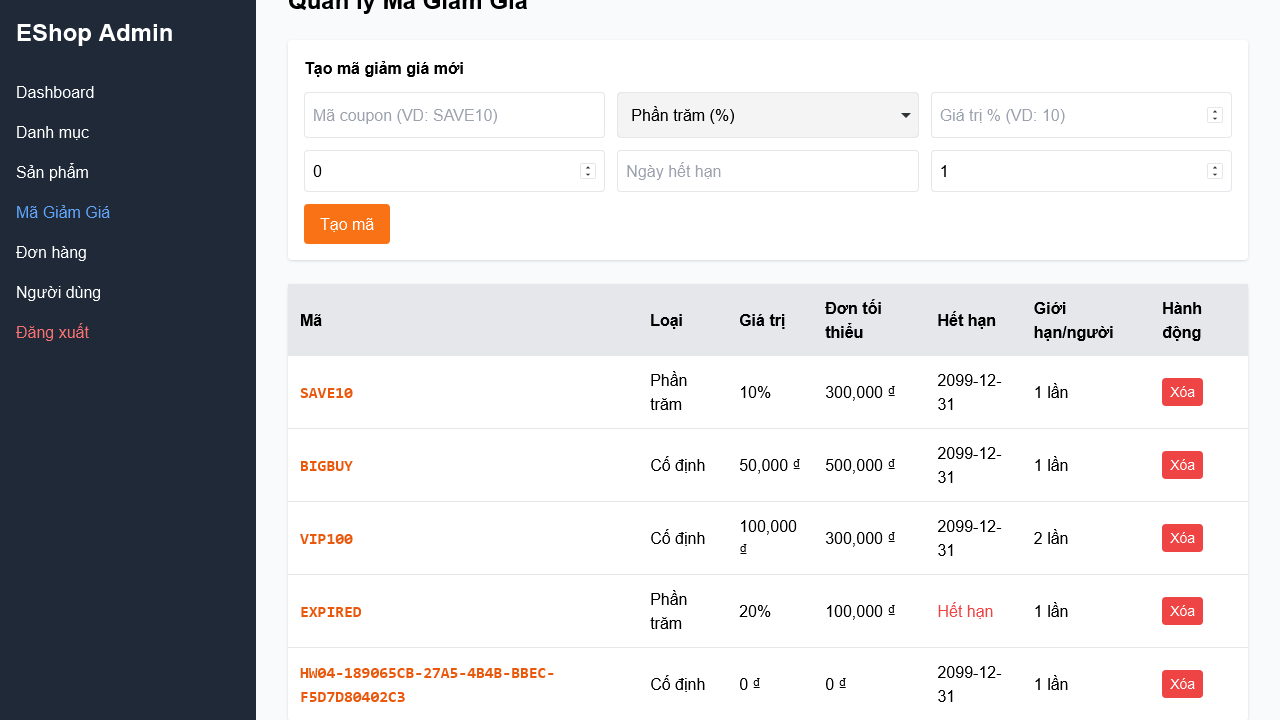 Quản lý Mã Giảm Giá
EShop Admin
Dashboard
Danh mục
Sản phẩm
Mã Giảm Giá
Đơn hàng
Người dùng
Đăng xuất
Tạo mã giảm giá mới
Mã coupon (VD: SAVE10)
Phần trăm (%)
Giá trị % (VD: 10)
0
Ngày hết hạn
1
Tạo mã
Mã Loại Giá trị Đơn tối thiểu Hết hạn Giới hạn/người Hành động
SAVE10 Phần trăm 10% 300,000 ₫ 2099-12-31 1 lần Xóa
BIGBUY Cố định 50,000 ₫ 500,000 ₫ 2099-12-31 1 lần Xóa
VIP100 Cố định 100,000 ₫ 300,000 ₫ 2099-12-31 2 lần Xóa
EXPIRED Phần trăm 20% 100,000 ₫ Hết hạn 1 lần Xóa
HW04-189065CB-27A5-4B4B-BBEC-F5D7D80402C3 Cố định 0 ₫ 0 ₫ 2099-12-31 1 lần Xóa